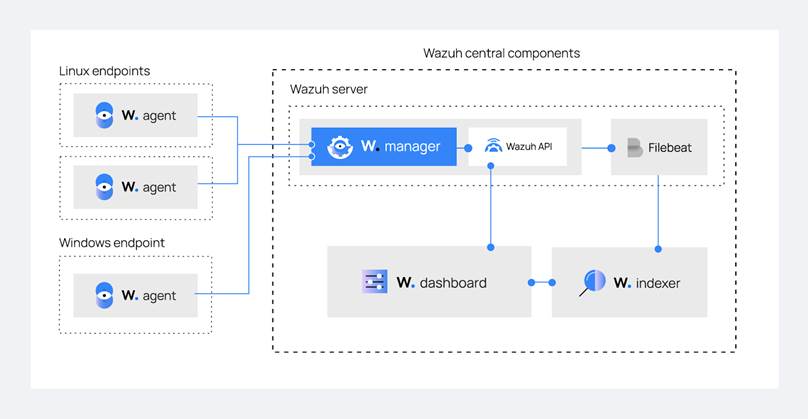 Wazuh central components
Linux endpoints
Wazuh server
W. agent
W. manager
Wazuh API
Filebeat
W. agent
Windows endpoint
W. agent
W. dashboard
W. indexer